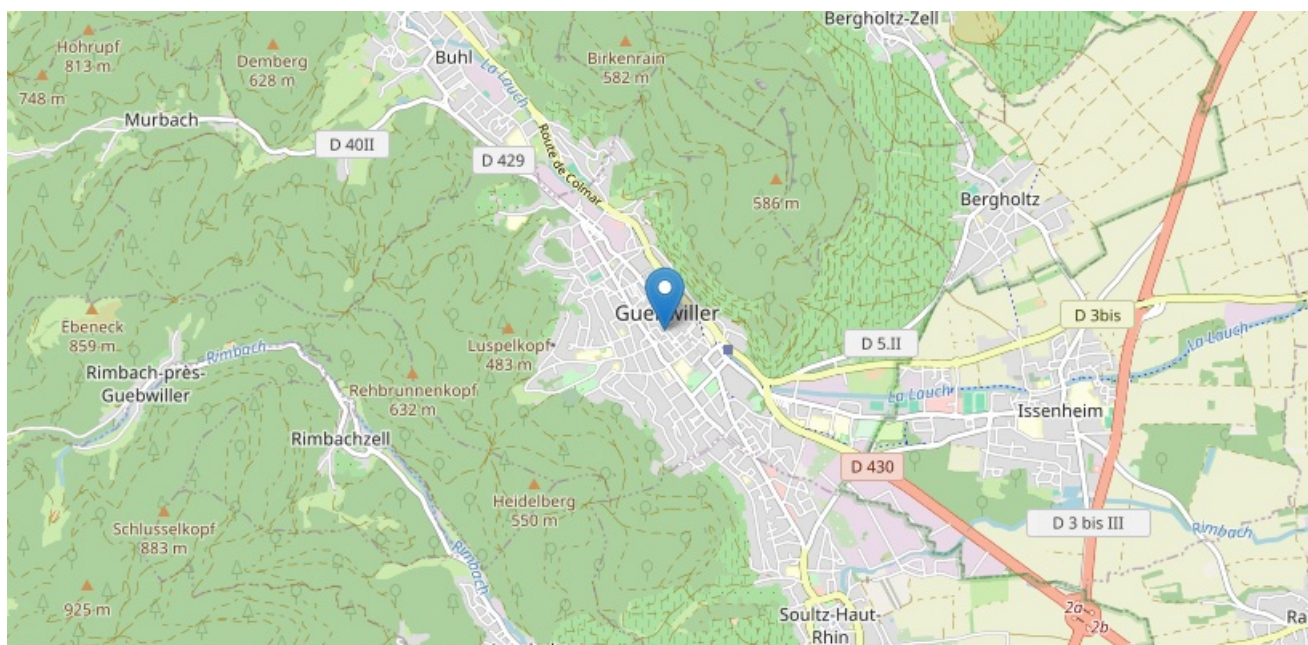 Bergholtz-Zell
Hohrupf
813 m
Demberg
628 m
Buhl
Birkenrain
582 m
La Lauch
748 m
Murbach
D 40II
D 429
Route de Colmar
586 m
Bergholtz
Ebeneck
859 m
Guebwiller
D 3bis
Luspelkopf
483 m
D 5.II
La Lauch
Rimbach
Rimbach-près-
Guebwiller
Rehbrunnenkopf
632 m
La Lauch
Issenheim
Rimbachzell
D 430
Heidelberg
550 m
Schlusselkopf
883 m
D 3 bis III
Rimbach
Rimbach
925 m
Soultz-Haut-
Rhin
2a
2b
Ra